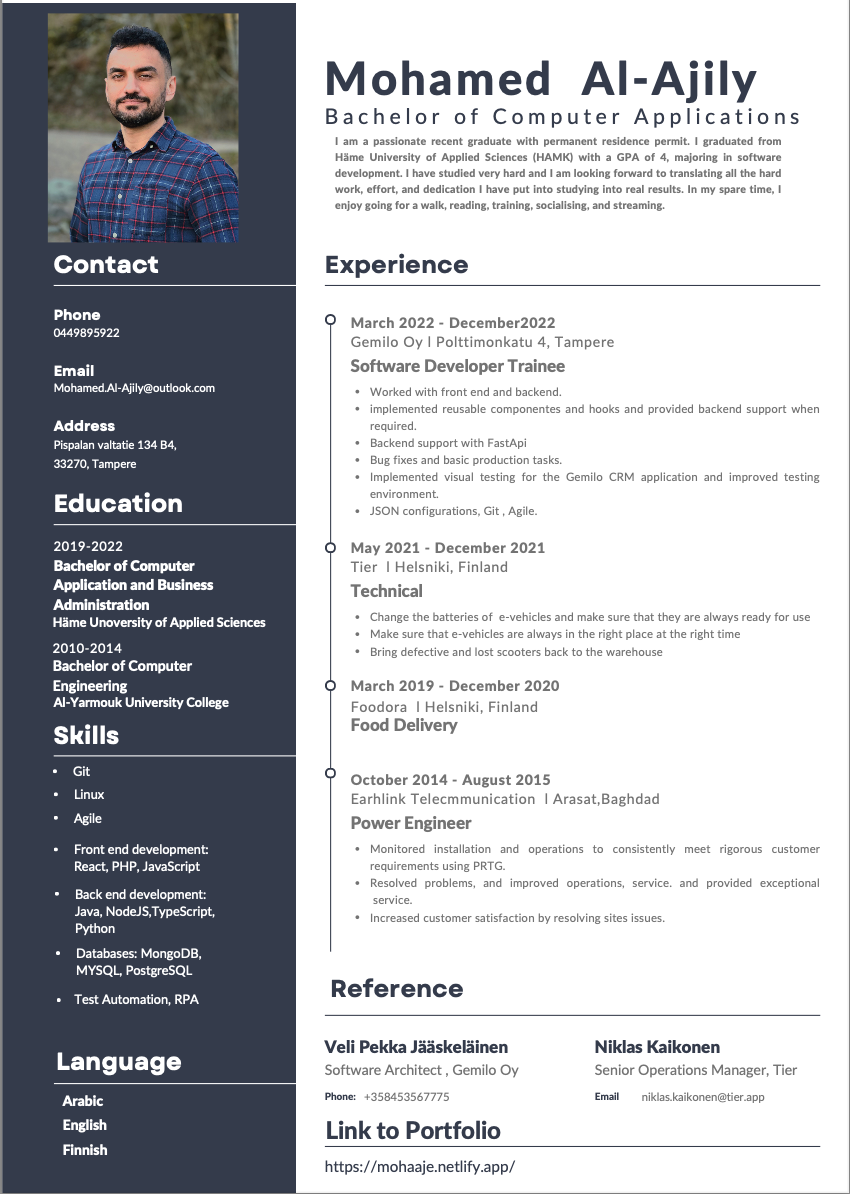 Mohamed Al-Ajily
Bachelor of Computer Applications
I am a passionate recent graduate with permanent residence permit. I graduated from
Häme University of Applied Sciences (HAMK) with a GPA of 4, majoring in software
development. I have studied very hard and I am looking forward to translating all the hard
work, effort, and dedication I have put into studying into real results. In my spare time, I
enjoy going for a walk, reading, training, socialising, and streaming.
Contact
Phone
0449895922
Email
Mohamed.Al-Ajily@outlook.com
Address
Pispalan valtatie 134 B4,
33270, Tampere
Education
2019-2022
Bachelor of Computer
Application and Business
Administration
Häme Unoversity of Applied Sciences
2010-2014
Bachelor of Computer
Engineering
Al-Yarmouk University College
Skills
• Git
• Linux
• Agile
• Front end development:
React, PHP, JavaScript
• Back end development:
Java, NodeJS,TypeScript,
Python
• Databases: MongoDB,
MYSQL, PostgreSQL
• Test Automation, RPA
Language
Arabic
English
Finnish
Experience
March 2022 - December2022
Gemilo Oy l Polttimonkatu 4, Tampere
Software Developer Trainee
• Worked with front end and backend.
• implemented reusable componentes and hooks and provided backend support when
required.
• Backend support with FastApi
• Bug fixes and basic production tasks.
• Implemented visual testing for the Gemilo CRM application and improved testing
environment.
• JSON configurations, Git , Agile.
May 2021 - December 2021
Tier l Helsniki, Finland
Technical
• Change the batteries of e-vehicles and make sure that they are always ready for use
• Make sure that e-vehicles are always in the right place at the right time
• Bring defective and lost scooters back to the warehouse
March 2019 - December 2020
Foodora l Helsniki, Finland
Food Delivery
October 2014 - August 2015
Earhlink Telecmmunication l Arasat,Baghdad
Power Engineer
• Monitored installation and operations to consistently meet rigorous customer
requirements using PRTG.
• Resolved problems, and improved operations, service. and provided exceptional
service.
• Increased customer satisfaction by resolving sites issues.
Reference
Veli Pekka Jääskeläinen
Software Architect , Gemilo Oy
Phone: +358453567775
Niklas Kaikonen
Senior Operations Manager, Tier
Email niklas.kaikonen@tier.app
Link to Portfolio
https://mohaaje.netlify.app/